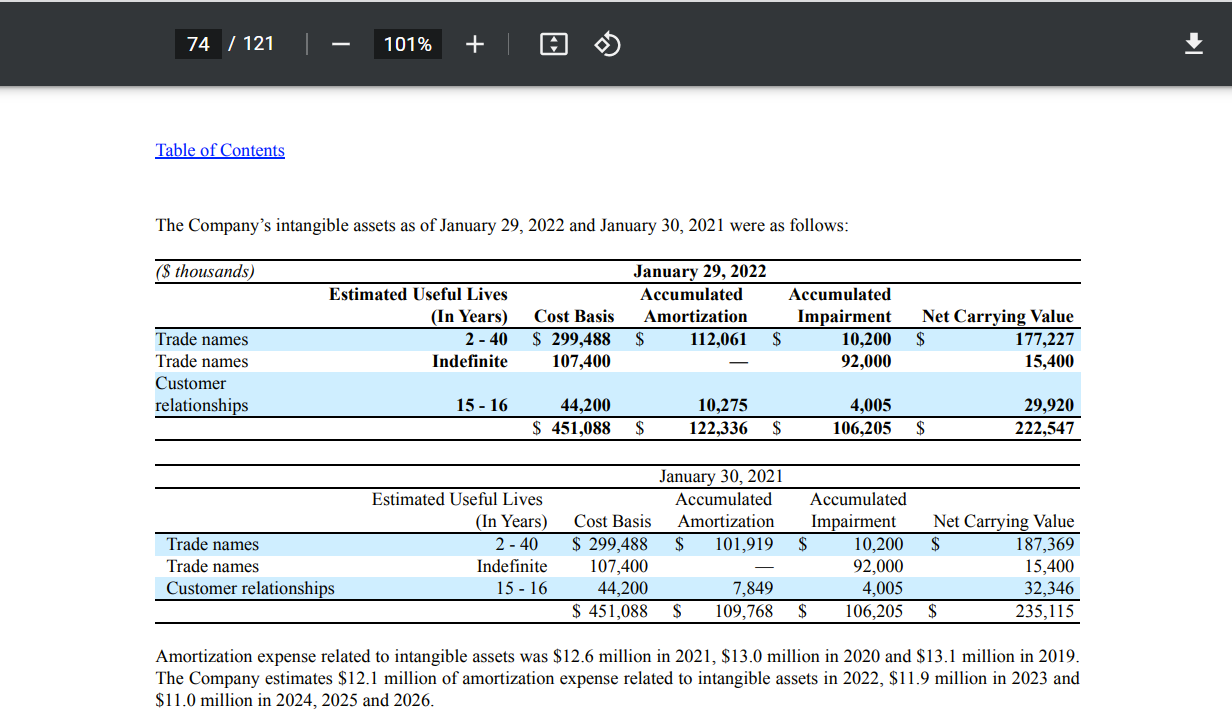 74 / 121 101%
Table of Contents
The Company’s intangible assets as of January 29, 2022 and January 30, 2021 were as follows:
($ thousands) January 29, 2022
Estimated Useful Lives Accumulated Accumulated
(In Years) Cost Basis Amortization Impairment Net Carrying Value
Trade names 2 - 40 $ 299,488 $ 112,061 $ 10,200 $ 177,227
Trade names Indefinite 107,400 — 92,000 15,400
Customer
relationships 15 - 16 44,200 10,275 4,005 29,920
$ 451,088 $ 122,336 $ 106,205 $ 222,547
January 30, 2021
Estimated Useful Lives Accumulated Accumulated
(In Years) Cost Basis Amortization Impairment Net Carrying Value
Trade names 2 - 40 $ 299,488 $ 101,919 $ 10,200 $ 187,369
Trade names Indefinite 107,400 — 92,000 15,400
Customer relationships 15 - 16 44,200 7,849 4,005 32,346
$ 451,088 $ 109,768 $ 106,205 $ 235,115
Amortization expense related to intangible assets was $12.6 million in 2021, $13.0 million in 2020 and $13.1 million in 2019.
The Company estimates $12.1 million of amortization expense related to intangible assets in 2022, $11.9 million in 2023 and
$11.0 million in 2024, 2025 and 2026.